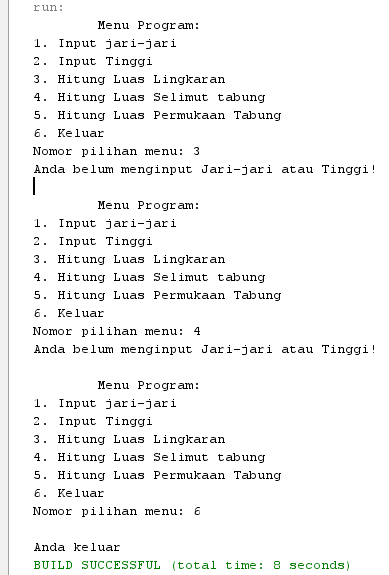 run:
Menu Program:
1. Input jari-jari
2. Input Tinggi
3. Hitung Luas Lingkaran
4. Hitung Luas Selimut tabung
5. Hitung Luas Permukaan Tabung
6. Keluar
Nomor pilihan menu: 3
Anda belum menginput Jari-jari atau Tinggi!
Menu Program:
1. Input jari-jari
2. Input Tinggi
3. Hitung Luas Lingkaran
4. Hitung Luas Selimut tabung
5. Hitung Luas Permukaan Tabung
6. Keluar
Nomor pilihan menu: 4
Anda belum menginput Jari-jari atau Tinggi!
Menu Program:
1. Input jari-jari
2. Input Tinggi
3. Hitung Luas Lingkaran
4. Hitung Luas Selimut tabung
5. Hitung Luas Permukaan Tabung
6. Keluar
Nomor pilihan menu: 6
Anda keluar
BUILD SUCCESSFUL (total time: 8 seconds)